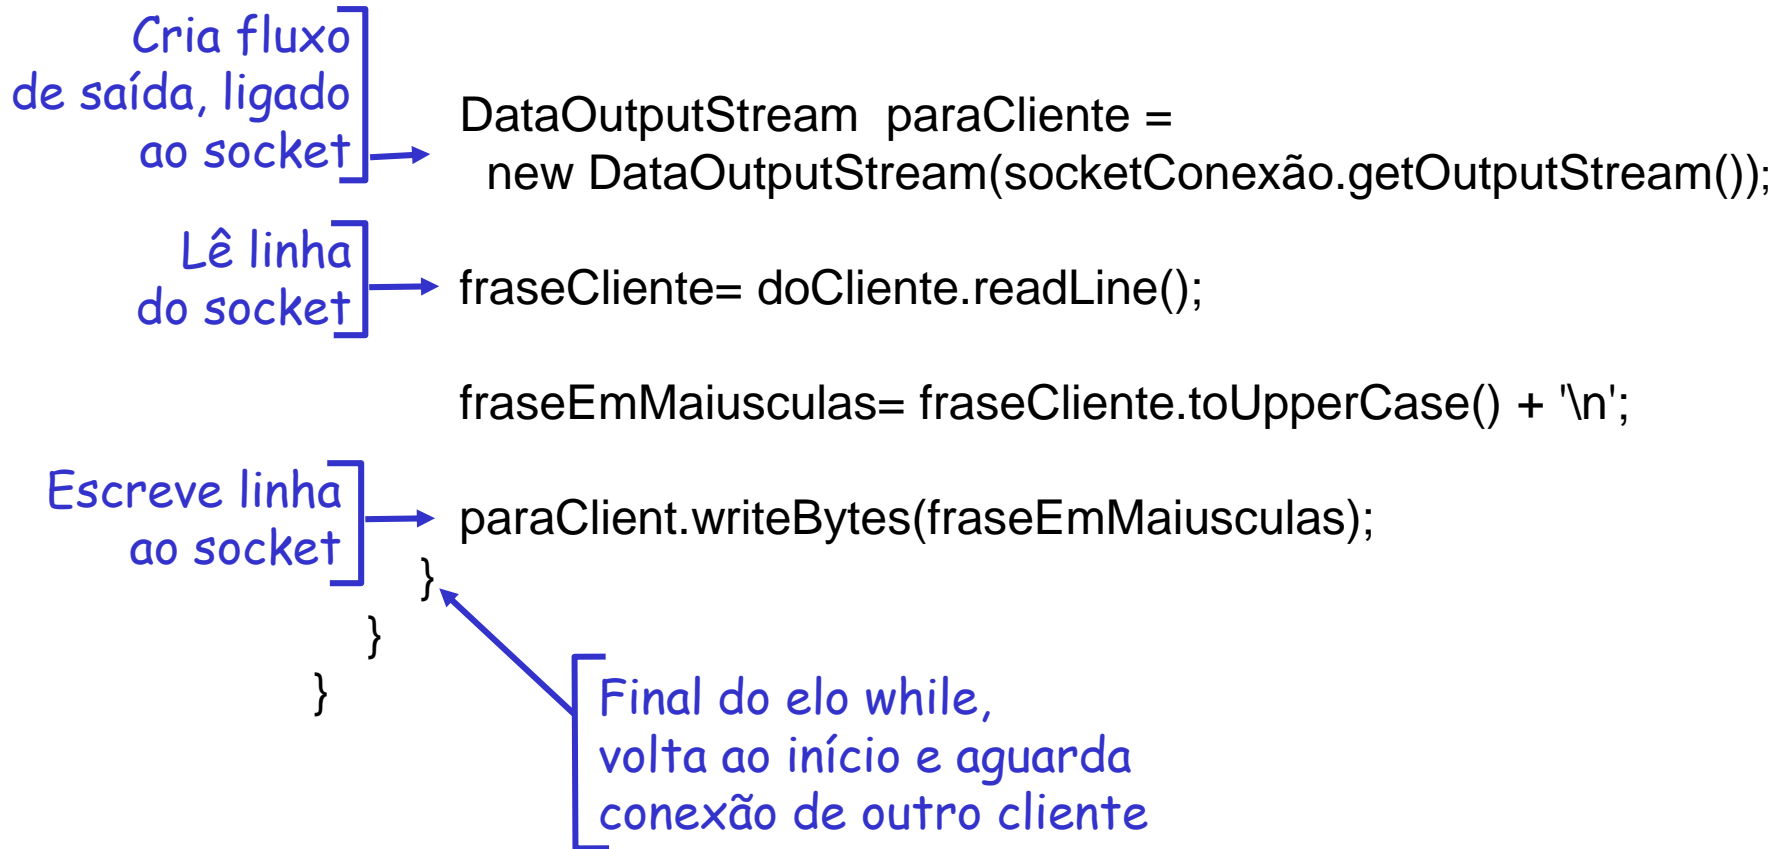 Cria fluxo
de saída, ligado
ao socket
DataOutputStream paraCliente =
new DataOutputStream(socketConexão.getOutputStream());
Lê linha
do socket
fraseCliente= doCliente.readLine();
fraseEmMaiusculas= fraseCliente.toUpperCase() + '\n';
Escreve linha
ao socket
paraClient.writeBytes(fraseEmMaiusculas);
}
}
}
Final do elo while,
volta ao início e aguarda
conexão de outro cliente